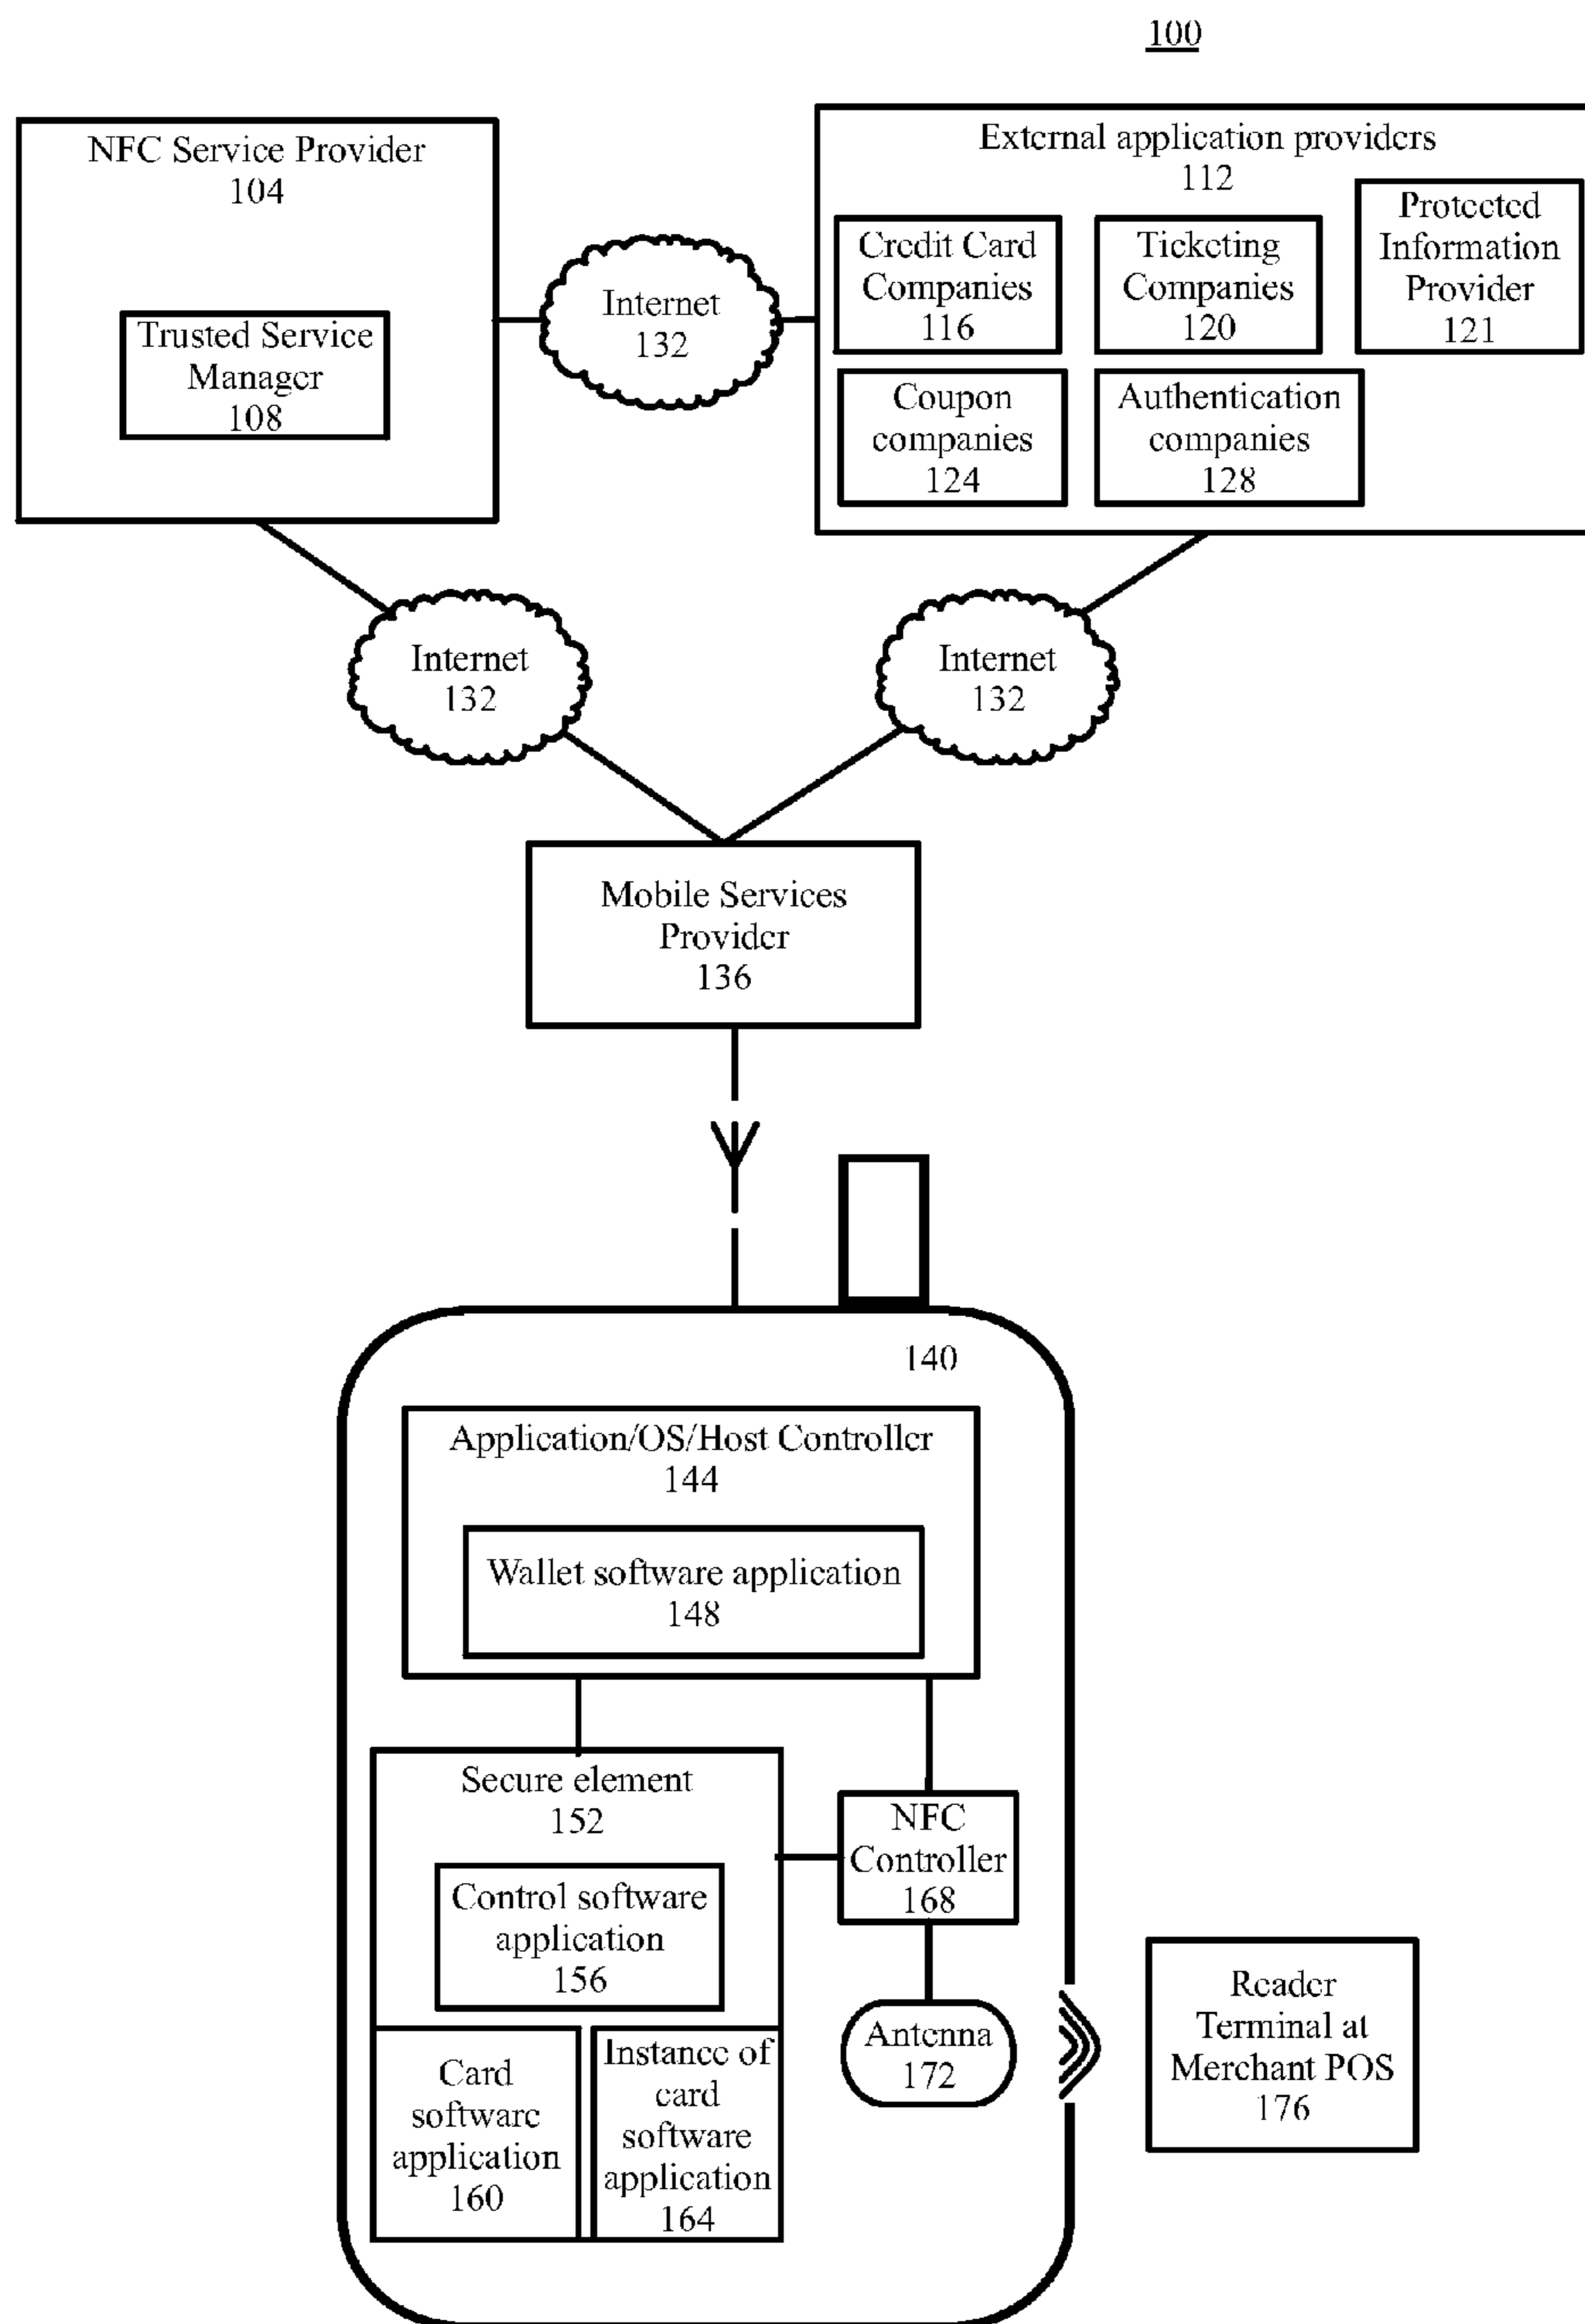 100
NFC Service Provider
104
Trusted Service
Manager
108
Internet
132
External application providers
112
Credit Card
Companies
116
Ticketing
Companies
120
Protected
Information
Provider
121
Coupon
companies
124
Authentication
companies
128
Internet
132
Internet
132
Mobile Services
Provider
136
140
Application/OS/Host Controller
144
Wallet software application
148
Secure element
152
Control software
application
156
Card
software
application
160
Instance of
card
software
application
164
NFC
Controller
168
Antenna
172
Reader
Terminal at
Merchant POS
176